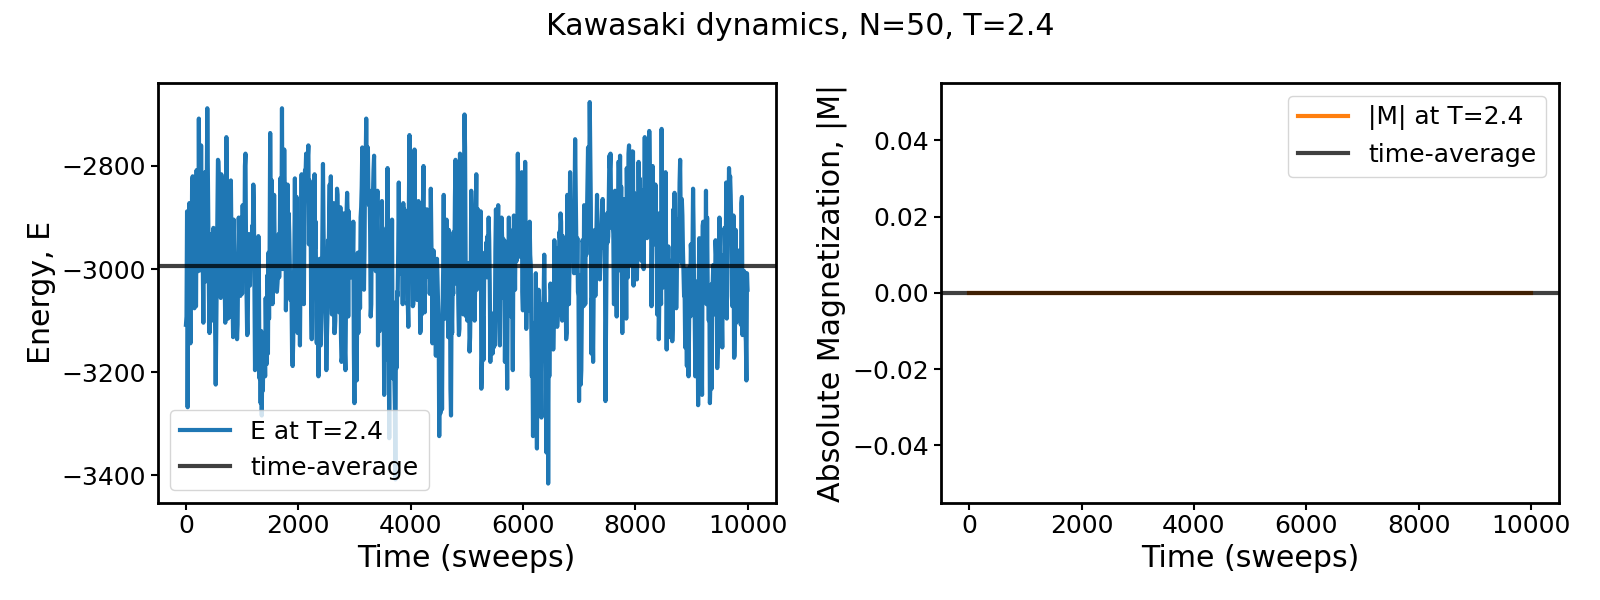 Kawasaki dynamics, N=50, T=2.4
Energy, E
−2800
−3000
−3200
−3400
E at T=2.4
time-average
0 2000 4000 6000 8000 10000
Time (sweeps)
Absolute Magnetization, |M|
0.04
0.02
0.00
−0.02
−0.04
|M| at T=2.4
time-average
0 2000 4000 6000 8000 10000
Time (sweeps)